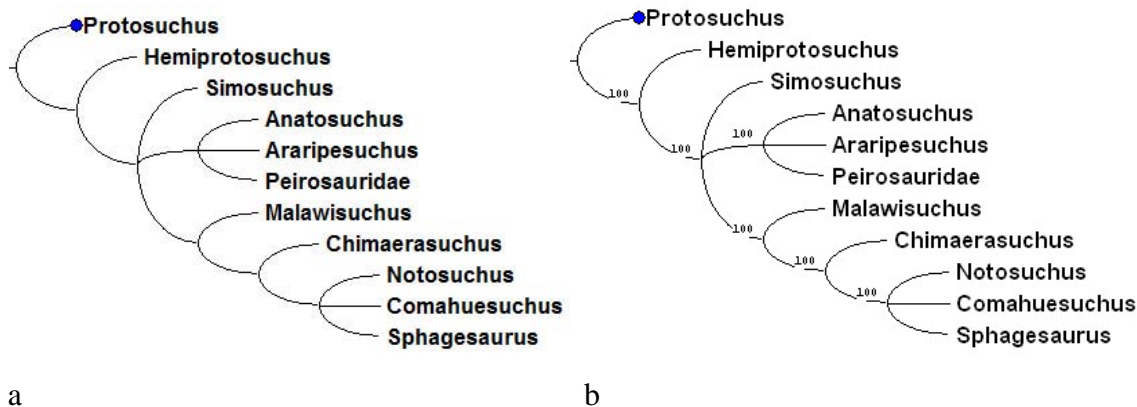 Protosuchus
Hemiprotosuchus
Simosuchus
Anatosuchus
Araripesuchus
Peirosauridae
Malawisuchus
Chimaerasuchus
Notosuchus
Comahuesuchus
Sphagesaurus
a
Protosuchus
100 Hemiprotosuchus
Simosuchus
100 Anatosuchus
100 Araripesuchus
Peirosauridae
Malawisuchus
100 Chimaerasuchus
100 Notosuchus
100 Comahuesuchus
Sphagesaurus
b